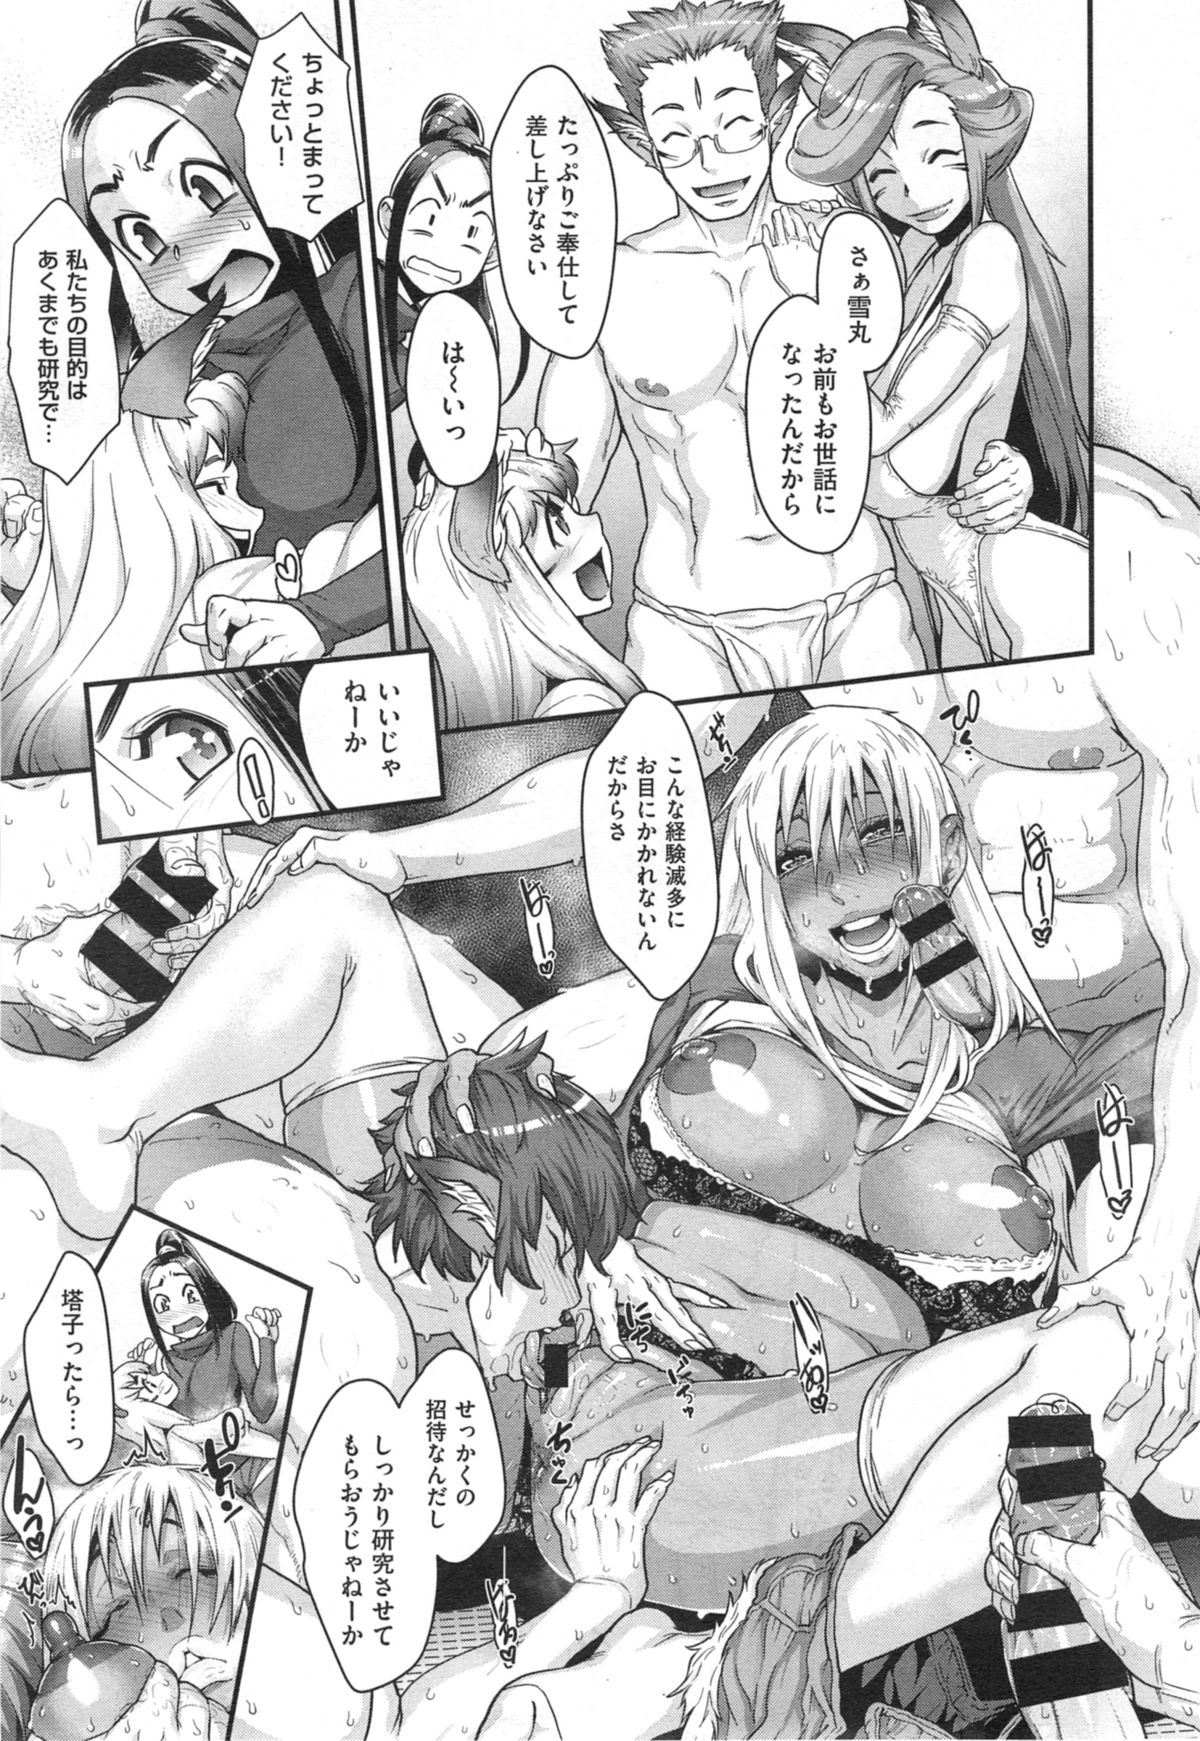 さぁ雪丸
お前もお世話に
なったんだから
たっぷりご奉仕して
差し上げなさい
は〜いっ
ちょっとまって
ください!
私たちの目的は
あくまでも研究で…
いいじゃ
ねーか
こんな経験滅多に
お目にかかれないん
だからさ
せっかくの
招待なんだし
しっかり研究させて
もらおうじゃねーか
塔子ったら…っ